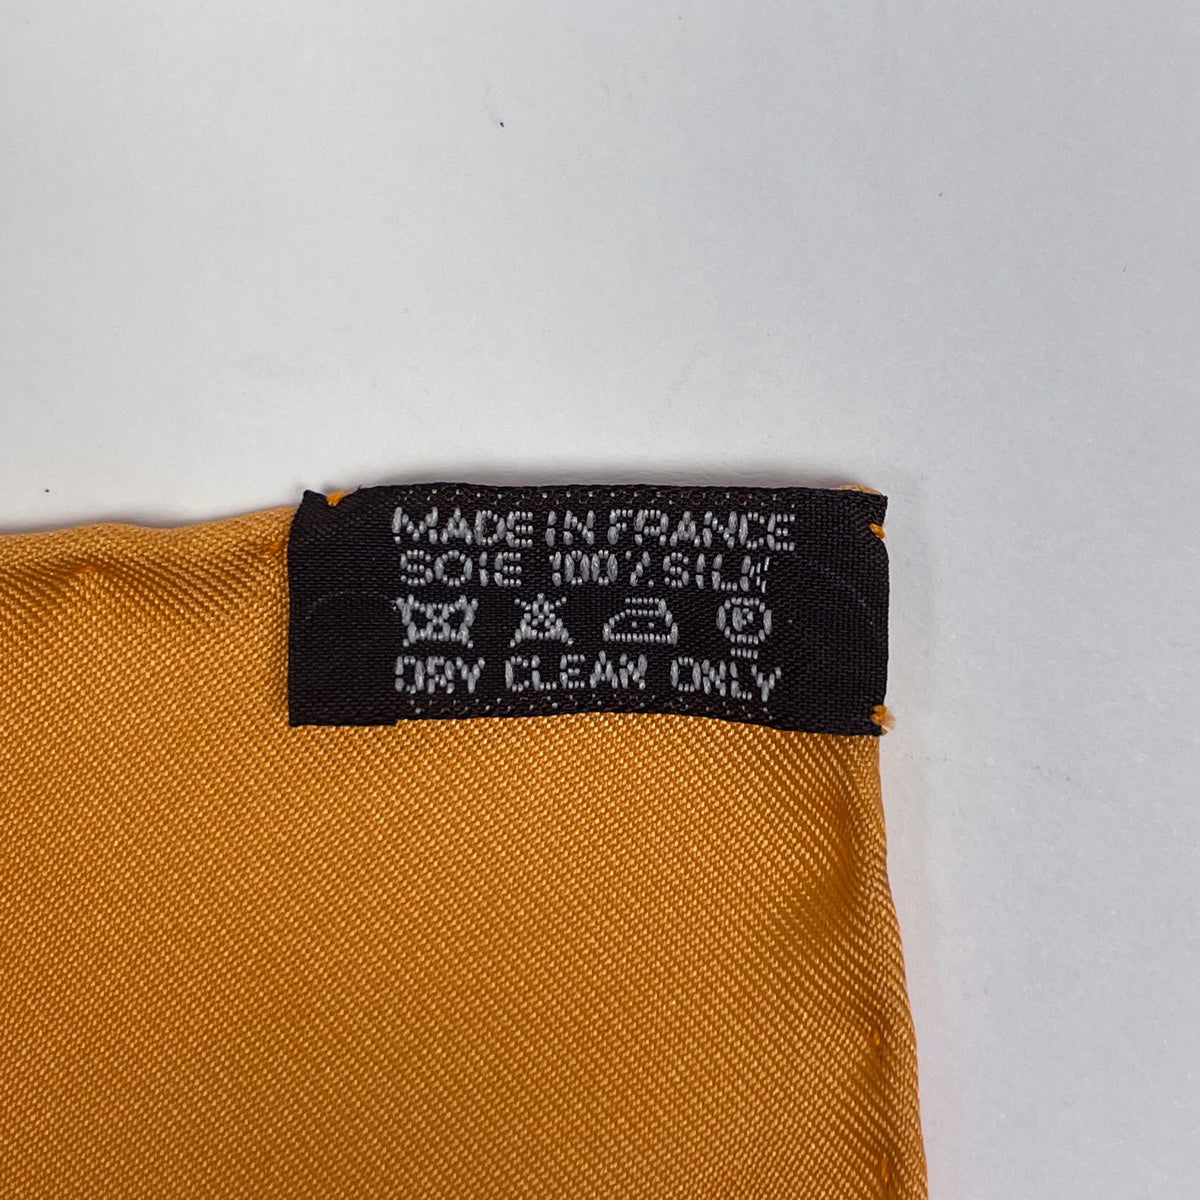 MADE IN FRANCE
SOIE 100% SILK
P
DRY CLEAN ONLY